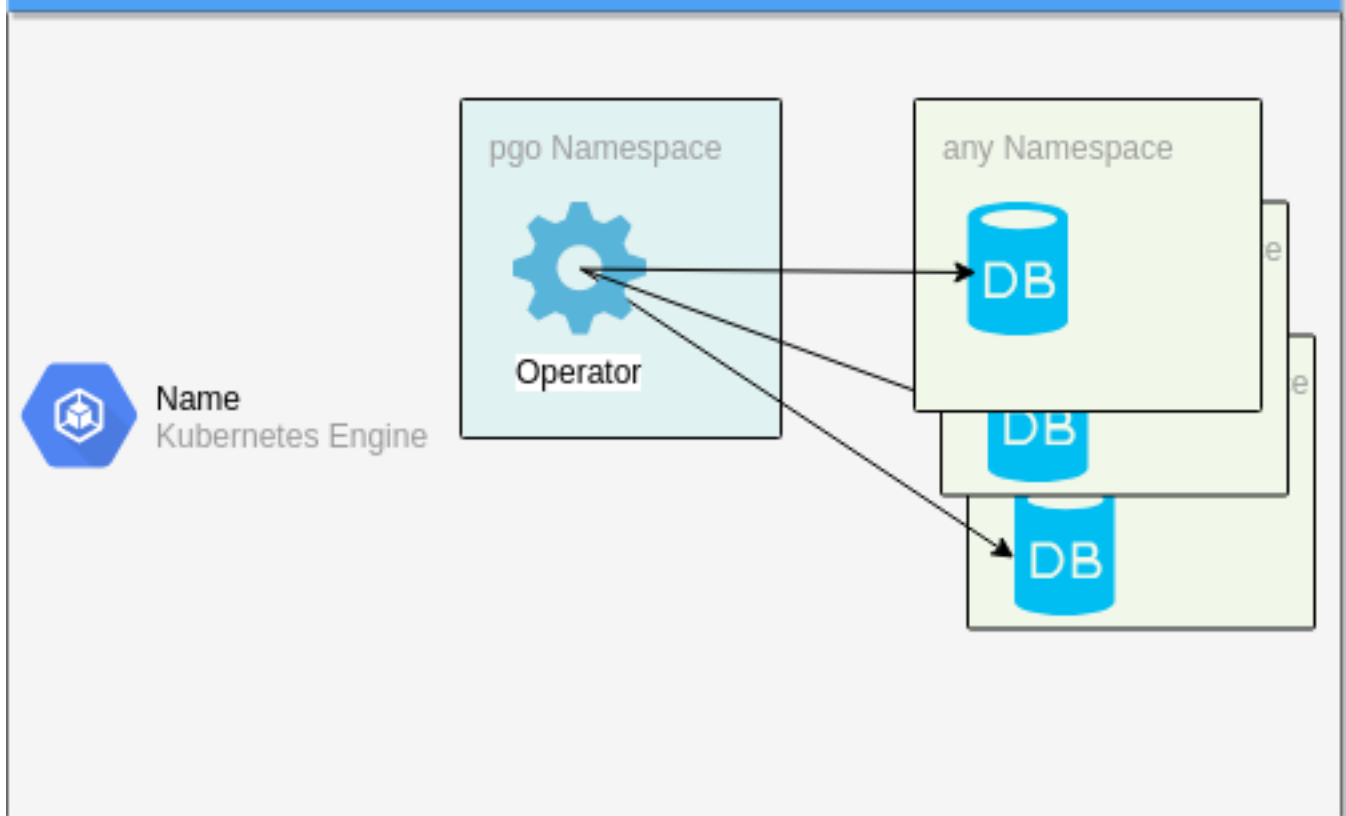 pgo Namespace
any Namespace
DB
e
Operator
Name
Kubernetes Engine
e
DB
DB